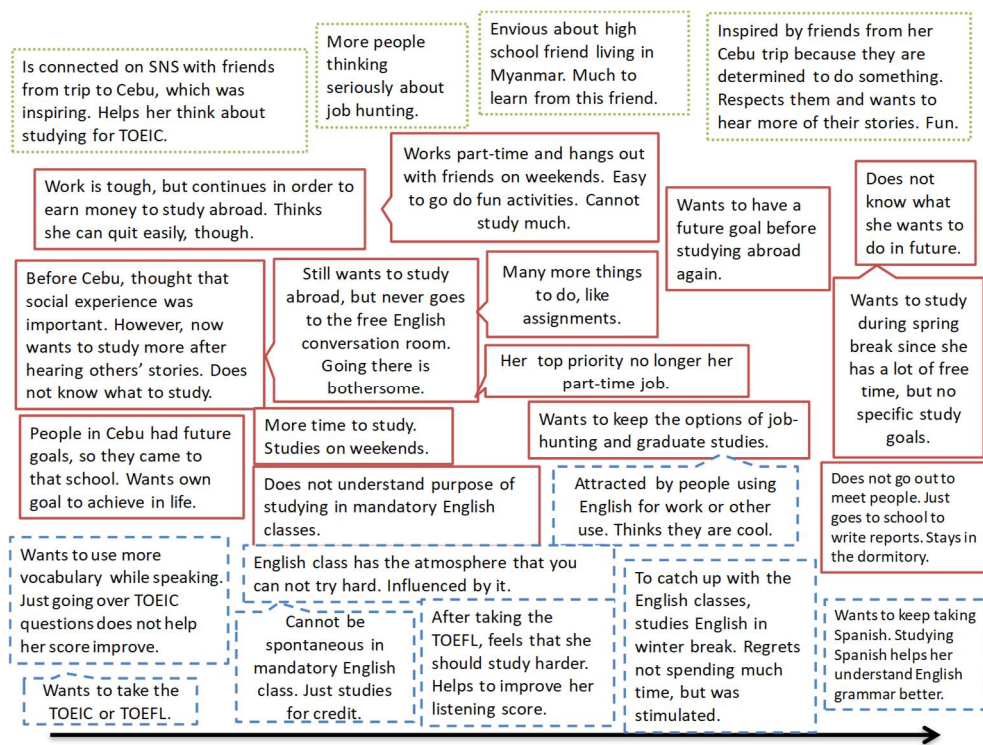 Is connected on SNS with friends
from trip to Cebu, which was
inspiring. Helps her think about
studying for TOEIC.
More people
thinking
seriously about
job hunting.
Envious about high
school friend living in
Myanmar. Much to
learn from this friend.
Inspired by friends from her
Cebu trip because they are
determined to do something.
Respects them and wants to
hear more of their stories. Fun.
Work is tough, but continues in order to
earn money to study abroad. Thinks
she can quit easily, though.
Works part-time and hangs out
with friends on weekends. Easy
to go do fun activities. Cannot
study much.
Wants to have a
future goal before
studying abroad
again.
Does not
know what
she wants to
do in future.
Before Cebu, thought that
social experience was
important. However, now
wants to study more after
hearing others’ stories. Does
not know what to study.
Still wants to study
abroad, but never goes
to the free English
conversation room.
Going there is
bothersome.
Many more things
to do, like
assignments.
Her top priority no longer her
part-time job.
Wants to study
during spring
break since she
has a lot of free
time, but no
specific study
goals.
People in Cebu had future
goals, so they came to
that school. Wants own
goal to achieve in life.
More time to study.
Studies on weekends.
Wants to keep the options of job-
hunting and graduate studies.
Does not understand purpose of
studying in mandatory English
classes.
Attracted by people using
English for work or other
use. Thinks they are cool.
Does not go out to
meet people. Just
goes to school to
write reports. Stays in
the dormitory.
Wants to use more
vocabulary while speaking.
Just going over TOEIC
questions does not help
her score improve.
English class has the atmosphere that you
can not try hard. Influenced by it.
Wants to take the
TOEIC or TOEFL.
Cannot be
spontaneous in
mandatory English
class. Just studies
for credit.
After taking the
TOEFL, feels that she
should study harder.
Helps to improve her
listening score.
To catch up with the
English classes,
studies English in
winter break. Regrets
not spending much
time, but was
stimulated.
Wants to keep taking
Spanish. Studying
Spanish helps her
understand English
grammar better.